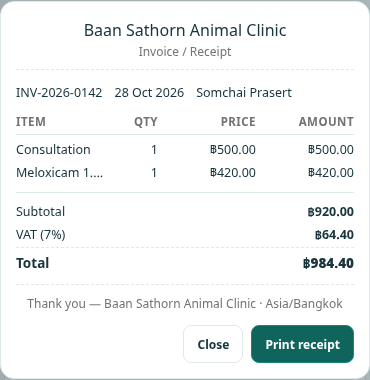 Baan Sathorn Animal Clinic
Invoice / Receipt
INV-2026-0142 28 Oct 2026 Somchai Prasert
ITEM QTY PRICE AMOUNT
Consultation 1 ฿500.00 ฿500.00
Meloxicam 1.... 1 ฿420.00 ฿420.00
Subtotal ฿920.00
VAT (7%) ฿64.40
Total ฿984.40
Thank you — Baan Sathorn Animal Clinic · Asia/Bangkok
Close Print receipt